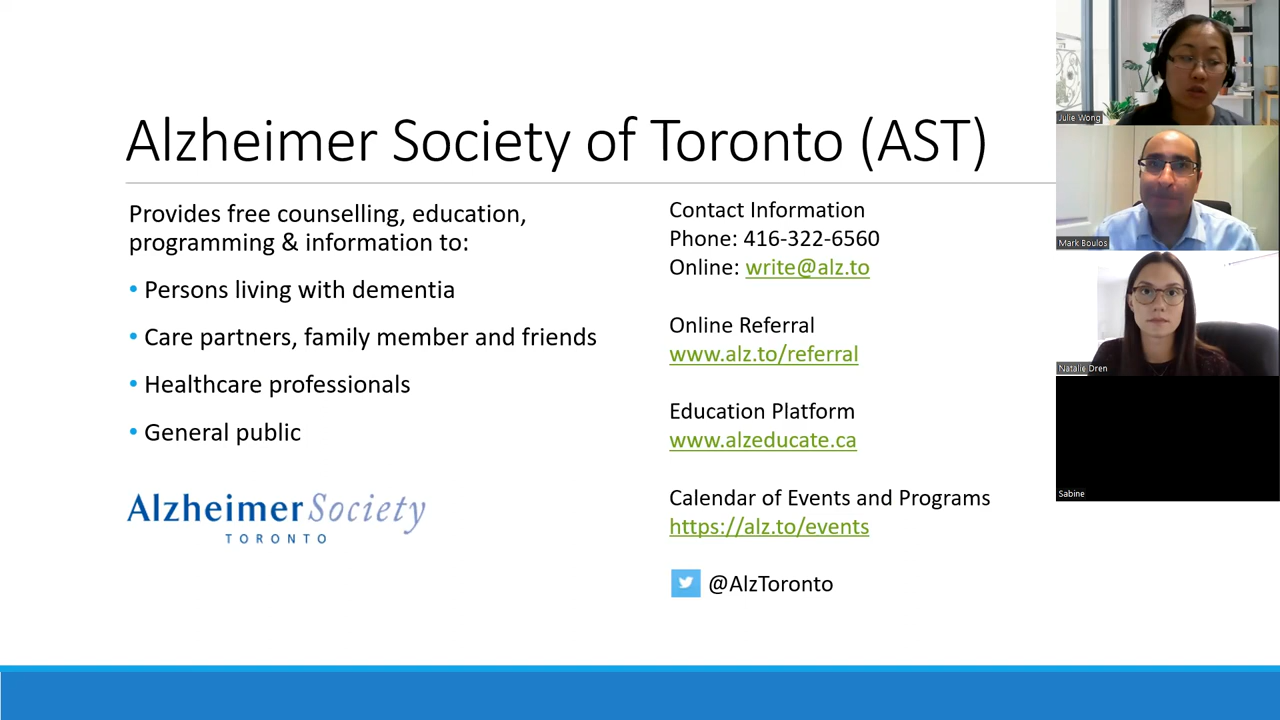 Alzheimer Society of Toronto (AST)
Provides free counselling, education,
programming & information to:
• Persons living with dementia
• Care partners, family member and friends
• Healthcare professionals
• General public
Alzheimer Society
TORONTO
Contact Information
Phone: 416-322-6560
Online: write@alz.to
Online Referral
www.alz.to/referral
Education Platform
www.alzeducate.ca
Calendar of Events and Programs
https://alz.to/events
@AlzToronto
Julie Wong
Mark Boulos
Natalie Dren
Sabine